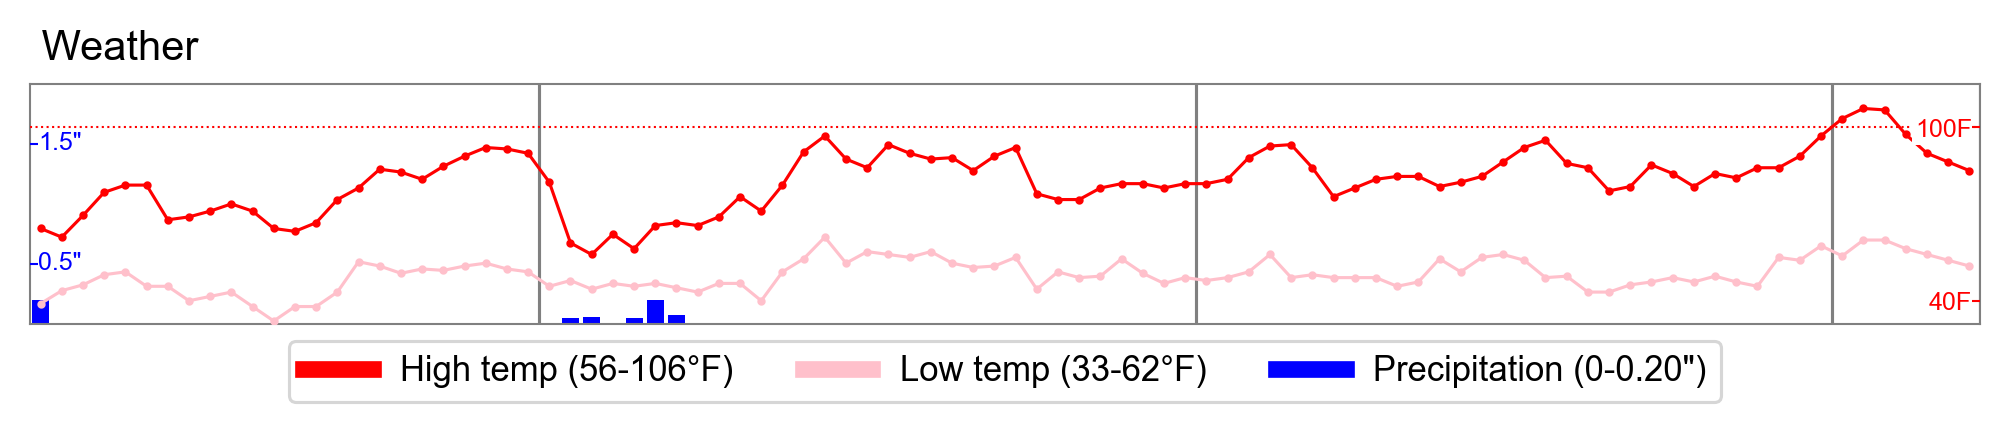 Weather
1.5"
100F
0.5"
40F
High temp (56-106°F) Low temp (33-62°F) Precipitation (0-0.20")